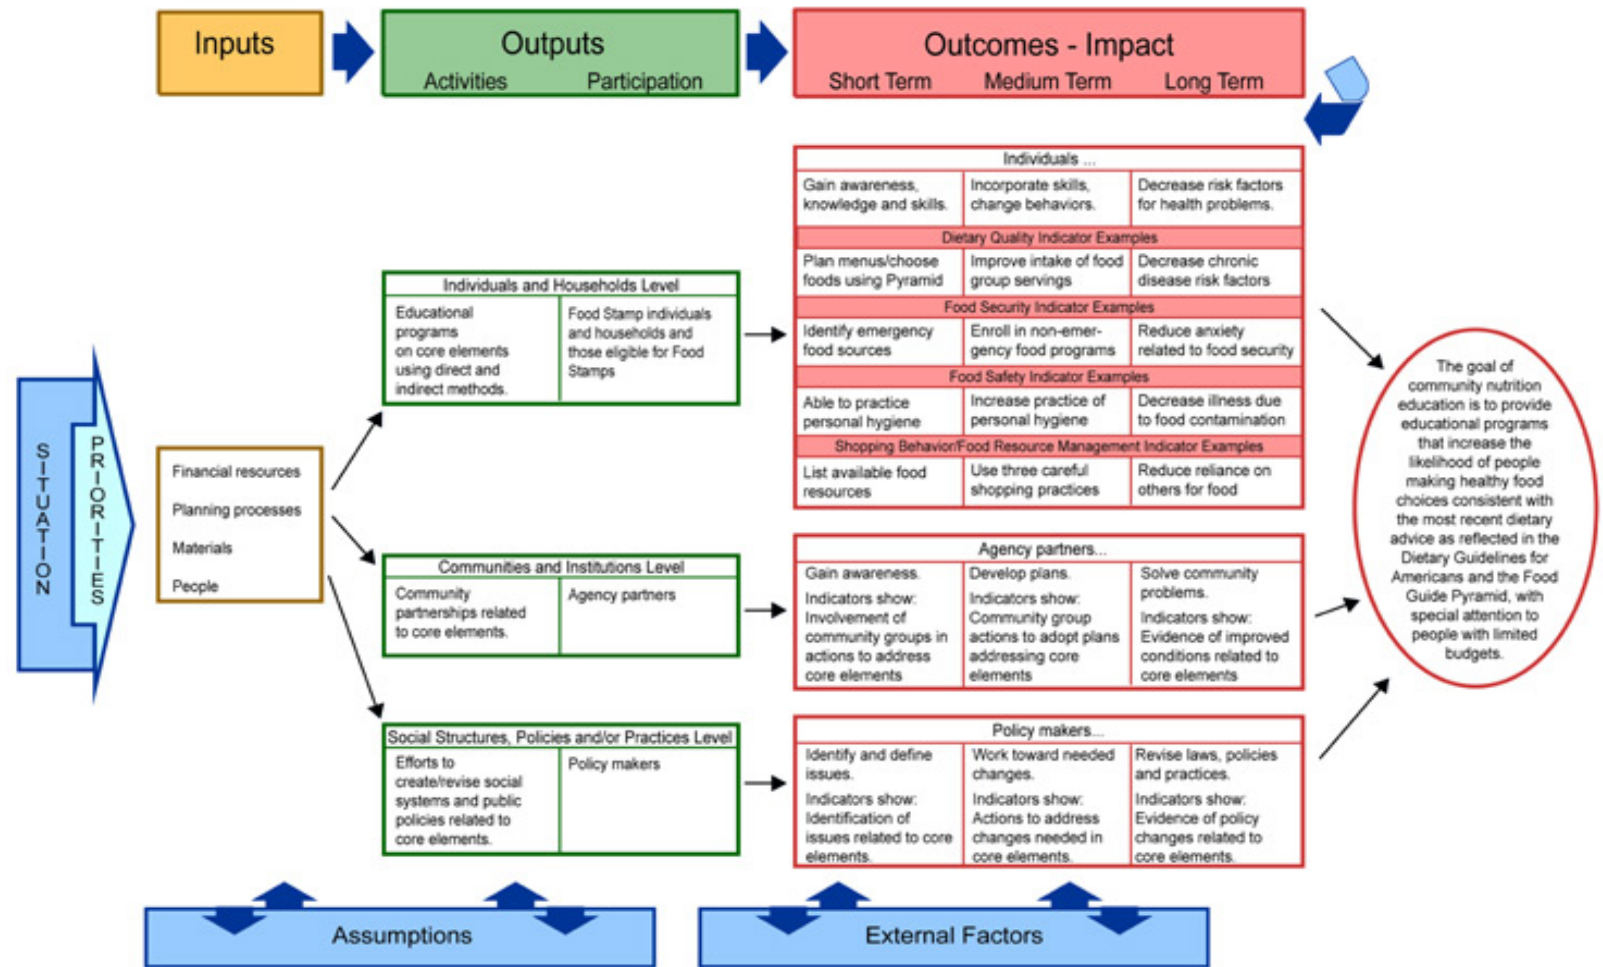 Inputs
Outputs
Activities Participation
Outcomes - Impact
Short Term Medium Term Long Term
SITUATION
PRIORITIES
Financial resources
Planning processes
Materials
People
Individuals and Households Level
Educational
programs
on core elements
using direct and
indirect methods.
Food Stamp individuals
and households and
those eligible for Food
Stamps
Communities and Institutions Level
Community
partnerships related
to core elements.
Agency partners
Social Structures, Policies and/or Practices Level
Efforts to
create/revise social
systems and public
policies related to
core elements.
Policy makers
Individuals ...
Gain awareness,
knowledge and skills.
Incorporate skills,
change behaviors.
Decrease risk factors
for health problems.
Dietary Quality Indicator Examples
Plan menus/choose
foods using Pyramid
Improve intake of food
group servings
Decrease chronic
disease risk factors
Food Security Indicator Examples
Identify emergency
food sources
Enroll in non-emer-
gency food programs
Reduce anxiety
related to food security
Food Safety Indicator Examples
Able to practice
personal hygiene
Increase practice of
personal hygiene
Decrease illness due
to food contamination
Shopping Behavior/Food Resource Management Indicator Examples
List available food
resources
Use three careful
shopping practices
Reduce reliance on
others for food
Agency partners...
Gain awareness.
Indicators show:
Involvement of
community groups in
actions to address
core elements
Develop plans.
Indicators show:
Community group
actions to adopt plans
addressing core
elements
Solve community
problems.
Indicators show:
Evidence of improved
conditions related to
core elements
Policy makers...
Identify and define
issues.
Indicators show:
Identification of
issues related to core
elements.
Work toward needed
changes.
Indicators show:
Actions to address
changes needed in
core elements.
Revise laws, policies
and practices.
Indicators show:
Evidence of policy
changes related to
core elements.
The goal of
community nutrition
education is to provide
educational programs
that increase the
likelihood of people
making healthy food
choices consistent with
the most recent dietary
advice as reflected in the
Dietary Guidelines for
Americans and the Food
Guide Pyramid, with
special attention to
people with limited
budgets.
Assumptions
External Factors